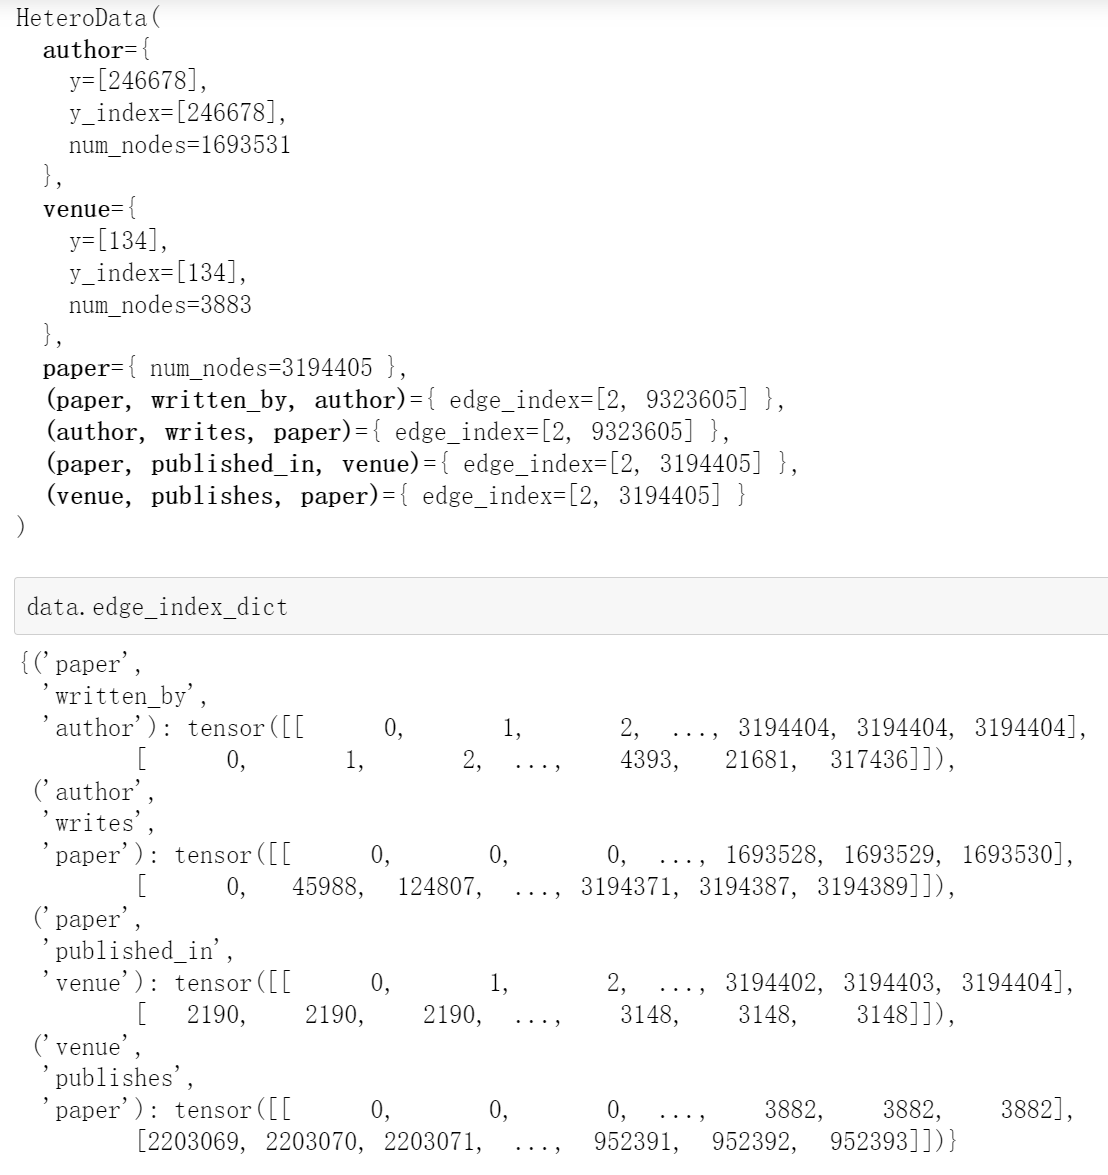 HeteroData(
  author={
    y=[246678],
    y_index=[246678],
    num_nodes=1693531
  },
  venue={
    y=[134],
    y_index=[134],
    num_nodes=3883
  },
  paper={ num_nodes=3194405 },
  (paper, written_by, author)={ edge_index=[2, 9323605] },
  (author, writes, paper)={ edge_index=[2, 9323605] },
  (paper, published_in, venue)={ edge_index=[2, 3194405] },
  (venue, publishes, paper)={ edge_index=[2, 3194405] }
)
data.edge_index_dict
{('paper',
  'written_by',
  'author'): tensor([[      0,       1,       2,  ..., 3194404, 3194404, 3194404],
         [      0,       1,       2,  ...,    4393,   21681,  317436]]),
 ('author',
  'writes',
  'paper'): tensor([[      0,       0,       0,  ..., 1693528, 1693529, 1693530],
         [      0,   45988,  124807,  ..., 3194371, 3194387, 3194389]]),
 ('paper',
  'published_in',
  'venue'): tensor([[      0,       1,       2,  ..., 3194402, 3194403, 3194404],
         [   2190,    2190,    2190,  ...,    3148,    3148,    3148]]),
 ('venue',
  'publishes',
  'paper'): tensor([[      0,       0,       0,  ...,    3882,    3882,    3882],
         [2203069, 2203070, 2203071,  ...,  952391,  952392,  952393]])}